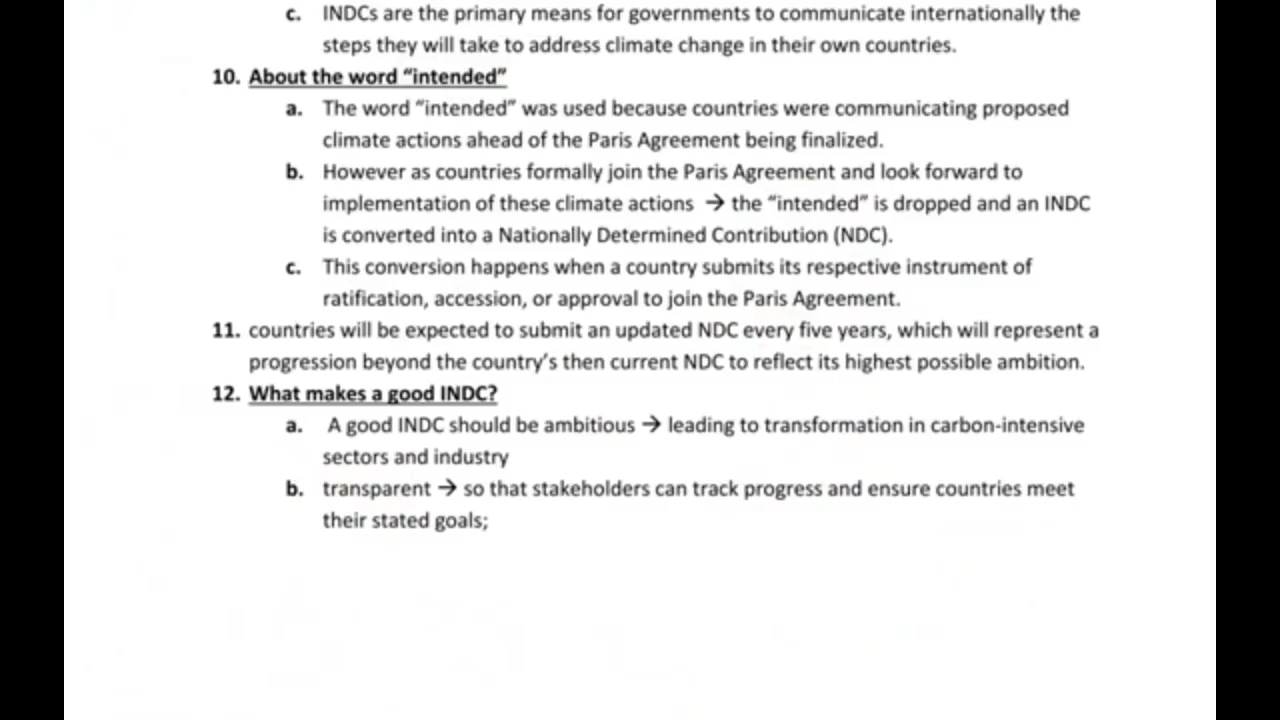 c. INDCs are the primary means for governments to communicate internationally the
steps they will take to address climate change in their own countries.
10. About the word “intended”
a. The word “intended” was used because countries were communicating proposed
climate actions ahead of the Paris Agreement being finalized.
b. However as countries formally join the Paris Agreement and look forward to
implementation of these climate actions → the “intended” is dropped and an INDC
is converted into a Nationally Determined Contribution (NDC).
c. This conversion happens when a country submits its respective instrument of
ratification, accession, or approval to join the Paris Agreement.
11. countries will be expected to submit an updated NDC every five years, which will represent a
progression beyond the country’s then current NDC to reflect its highest possible ambition.
12. What makes a good INDC?
a. A good INDC should be ambitious → leading to transformation in carbon-intensive
sectors and industry
b. transparent → so that stakeholders can track progress and ensure countries meet
their stated goals;